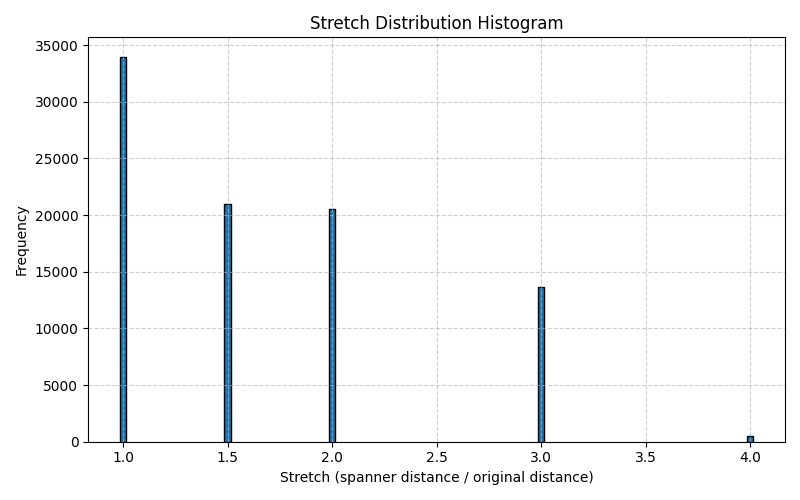 Stretch Distribution Histogram
Frequency
35000
30000
25000
20000
15000
10000
5000
0
1.0 1.5 2.0 2.5 3.0 3.5 4.0
Stretch (spanner distance / original distance)